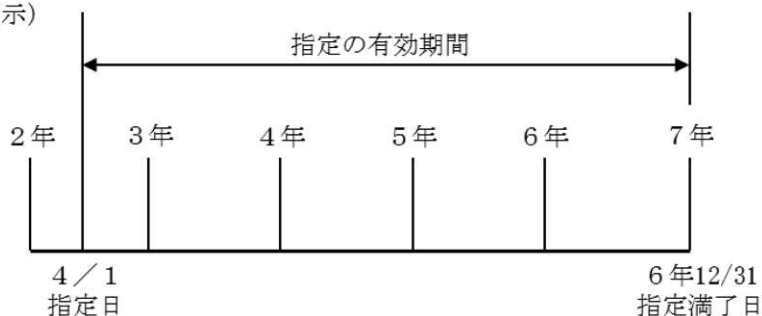 示)
指定の有効期間
2年 3年 4年 5年 6年 7年
4／1 6年12/31
指定日 指定満了日